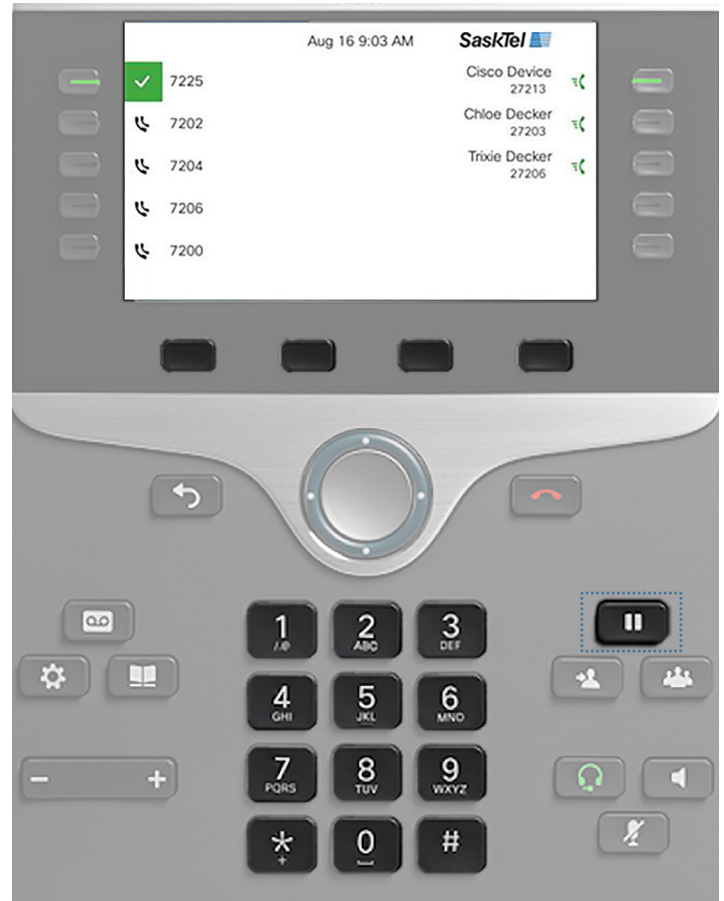 Aug 16 9:03 AM SaskTel
7225 Cisco Device
27213
7202 Chloe Decker
27203
7204 Trixie Decker
27206
7206
7200
1 2 3
/.@ ABC DEF
4 5 6
GHI JKL MNO
7 8 9
PQRS TUV WXYZ
* 0 #
+